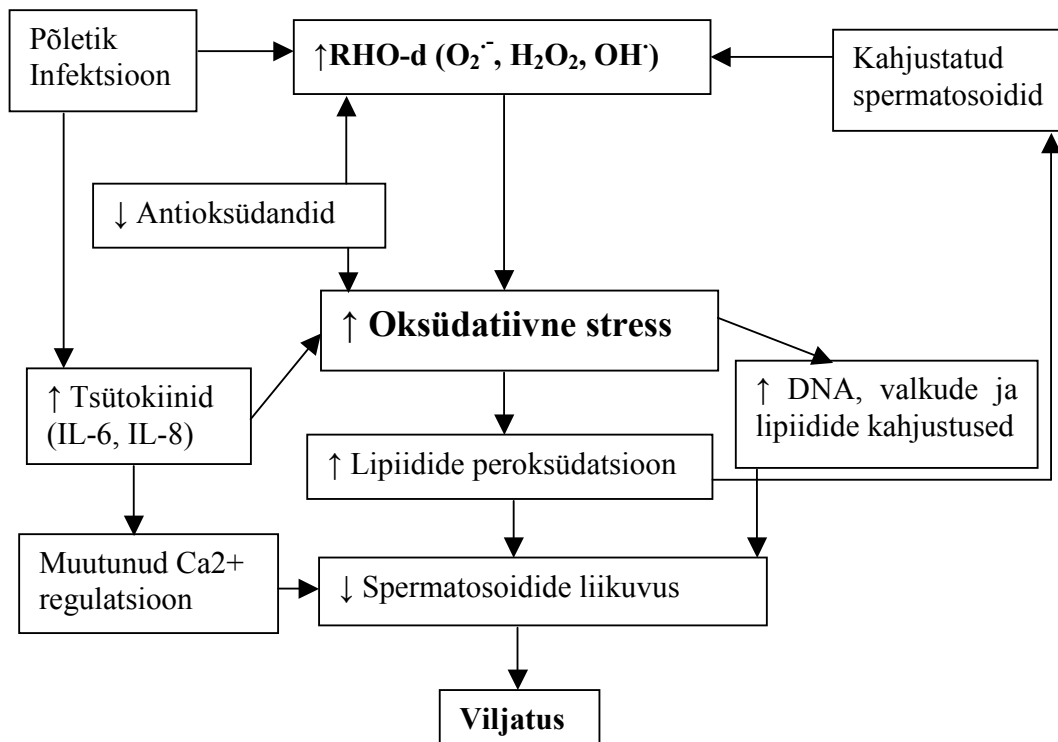 Põletik
Infektsioon
↑RHO-d (O₂˙⁻, H₂O₂, OH˙)
Kahjustatud
spermatosoidid
↓ Antioksüdandid
↑ Oksüdatiivne stress
↑ Tsütokiinid
(IL-6, IL-8)
↑ DNA, valkude ja
lipiidide kahjustused
↑ Lipiidide peroksüdatsioon
Muutunud Ca2+
regulatsioon
↓ Spermatosoidide liikuvus
Viljatus